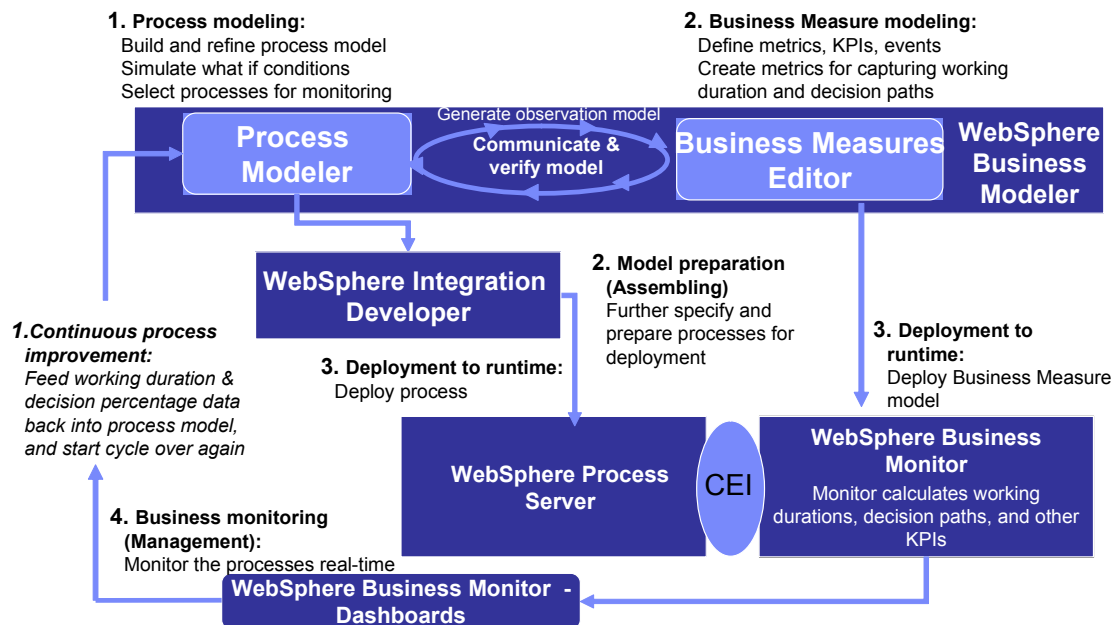 1. Process modeling:
Build and refine process model
Simulate what if conditions
Select processes for monitoring
2. Business Measure modeling:
Define metrics, KPIs, events
Create metrics for capturing working
duration and decision paths
Process
Modeler
Generate observation model
Communicate &
verify model
Business Measures
Editor
WebSphere
Business
Modeler
WebSphere Integration
Developer
2. Model preparation
(Assembling)
Further specify and
prepare processes for
deployment
1.Continuous process
improvement:
Feed working duration &
decision percentage data
back into process model,
and start cycle over again
3. Deployment to runtime:
Deploy process
3. Deployment to
runtime:
Deploy Business Measure
model
WebSphere Process
Server
CEI
WebSphere Business
Monitor
Monitor calculates working
durations, decision paths, and other
KPIs
4. Business monitoring
(Management):
Monitor the processes real-time
WebSphere Business Monitor -
Dashboards